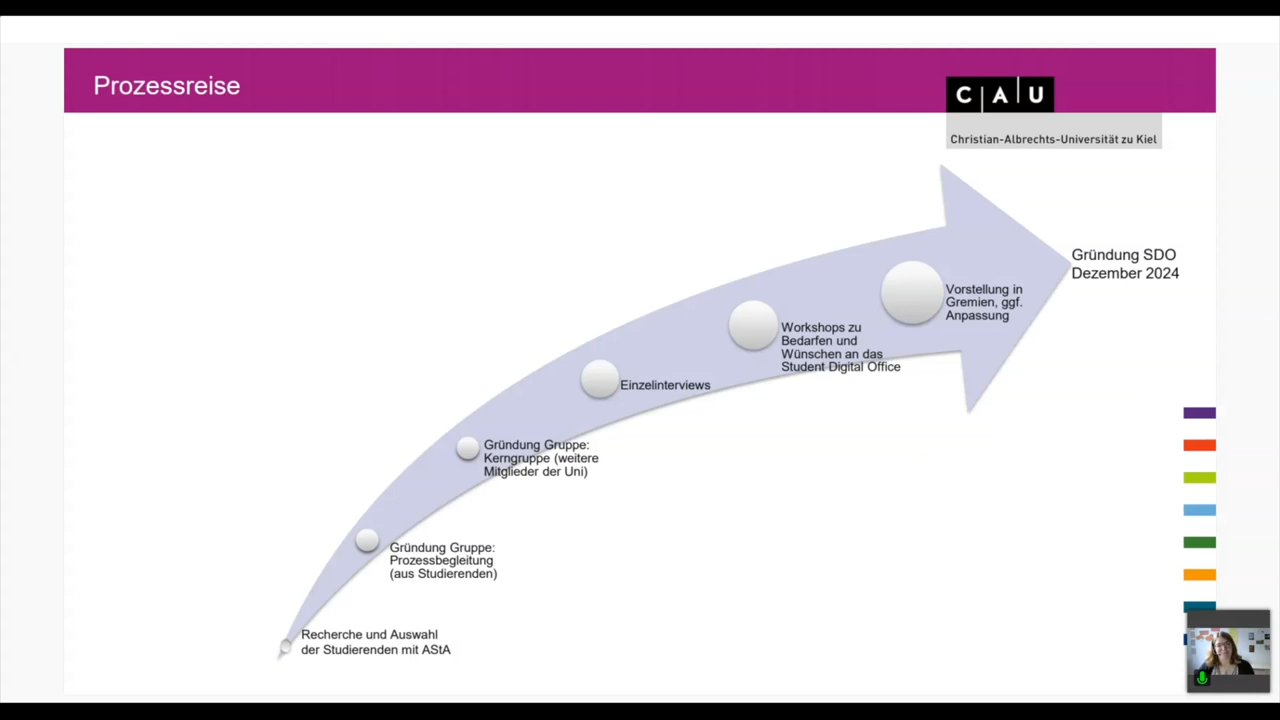 Prozessreise
C A U
Christian-Albrechts-Universität zu Kiel
Gründung SDO
Dezember 2024
Vorstellung in
Gremien, ggf.
Anpassung
Workshops zu
Bedarfen und
Wünschen an das
Student Digital Office
Einzelinterviews
Gründung Gruppe:
Kerngruppe (weitere
Mitglieder der Uni)
Gründung Gruppe:
Prozessbegleitung
(aus Studierenden)
Recherche und Auswahl
der Studierenden mit AStA